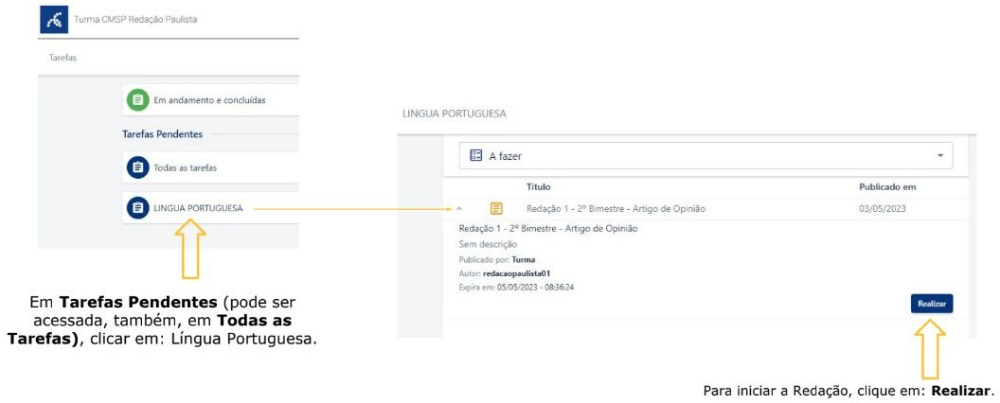 Turma CMSP Redação Paulista
Tarefas
Em andamento e concluídas
Tarefas Pendentes
Todas as tarefas
LINGUA PORTUGUESA
Em Tarefas Pendentes (pode ser
acessada, também, em Todas as
Tarefas), clicar em: Língua Portuguesa.
LINGUA PORTUGUESA
A fazer
Título Publicado em
Redação 1 - 2º Bimestre - Artigo de Opinião 03/05/2023
Redação 1 - 2º Bimestre - Artigo de Opinião
Sem descrição
Publicado por: Turma
Autor: redacaopaulista01
Expira em: 05/05/2023 - 08:36:24
Realizar
Para iniciar a Redação, clique em: Realizar.